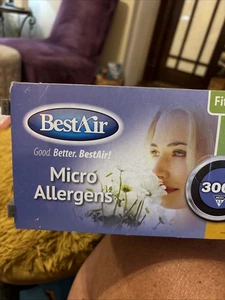 BestAir
Good. Better. BestAir!
Micro
Allergens
Fi
300